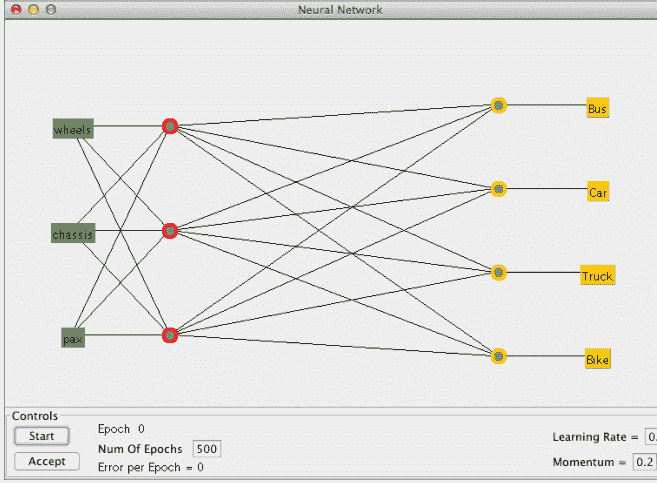 Neural Network
wheels
chassis
pax
Bus
Car
Truck
Bike
Controls
Start
Accept
Epoch 0
Num Of Epochs 500
Error per Epoch = 0
Learning Rate = 0.
Momentum = 0.2